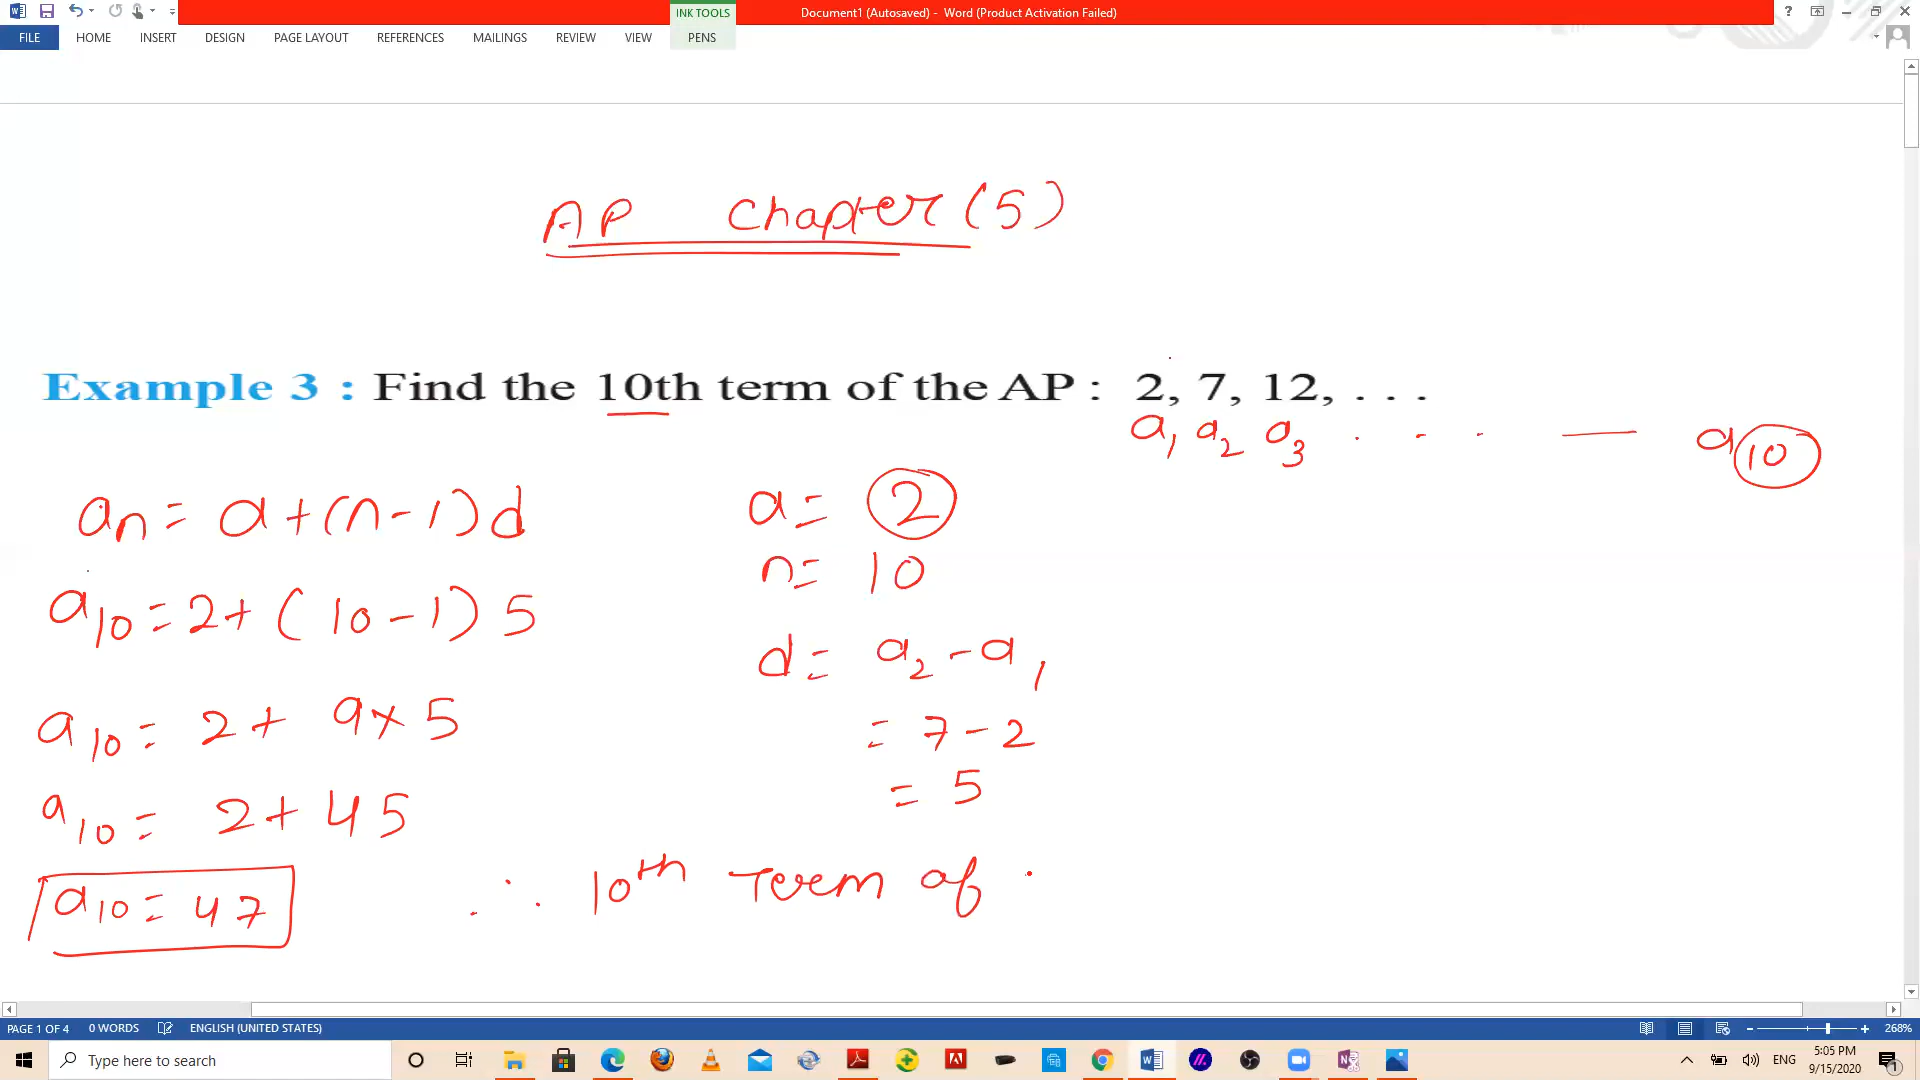 INK TOOLS
Document1 (Autosaved) - Word (Product Activation Failed)
FILE HOME INSERT DESIGN PAGE LAYOUT REFERENCES MAILINGS REVIEW VIEW PENS
AP Chapter (5)
Example 3 : Find the 10th term of the AP : 2, 7, 12, . . .
a₁ a₂ a₃ . . . — a₁₀
aₙ = a + (n - 1) d
a₁₀ = 2 + (10 - 1) 5
a₁₀ = 2 + 9 × 5
a₁₀ = 2 + 45
a₁₀ = 47
a = 2
n = 10
d = a₂ - a₁
= 7 - 2
= 5
∴ 10th Term of
PAGE 1 OF 4 0 WORDS ENGLISH (UNITED STATES) 268%
Type here to search
ENG
5:05 PM
9/15/2020